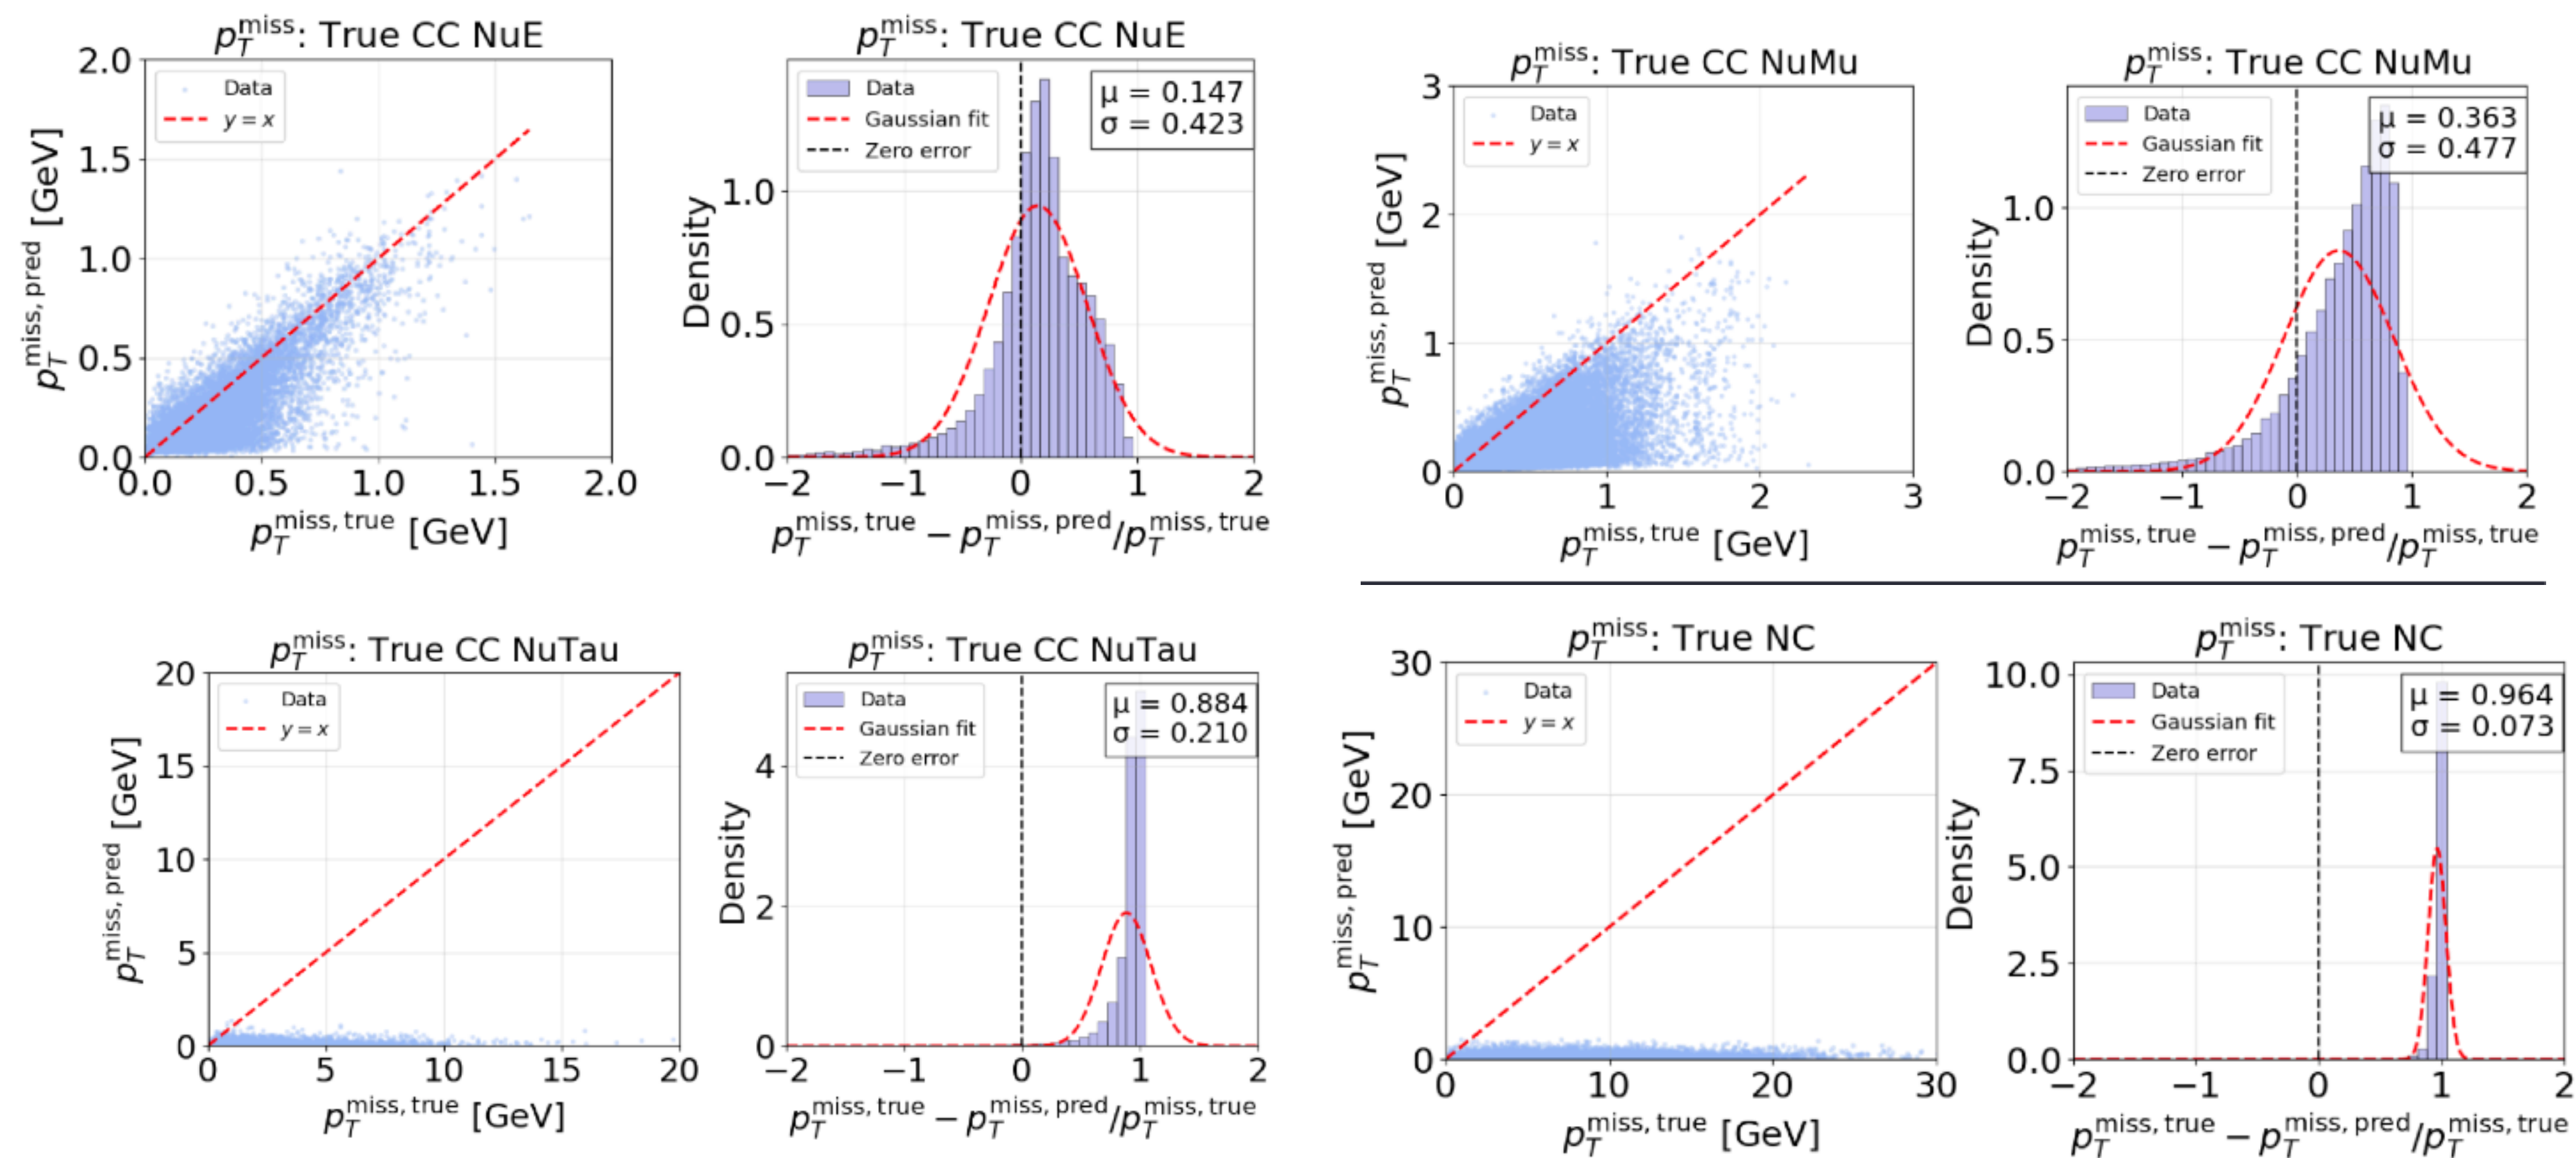 p_T^miss: True CC NuE
2.0
1.5
1.0
0.5
0.0
0.0 0.5 1.0 1.5 2.0
p_T^miss, pred [GeV]
p_T^miss, true [GeV]
Data
y = x
p_T^miss: True CC NuE
Data
Gaussian fit
Zero error
μ = 0.147
σ = 0.423
Density
1.0
0.5
0.0
−2 −1 0 1 2
p_T^miss, true − p_T^miss, pred/p_T^miss, true
p_T^miss: True CC NuMu
3
2
1
0
0 1 2 3
p_T^miss, pred [GeV]
p_T^miss, true [GeV]
Data
y = x
p_T^miss: True CC NuMu
Data
Gaussian fit
Zero error
μ = 0.363
σ = 0.477
Density
1.0
0.5
0.0
−2 −1 0 1 2
p_T^miss, true − p_T^miss, pred/p_T^miss, true
p_T^miss: True CC NuTau
20
15
10
5
0
0 5 10 15 20
p_T^miss, pred [GeV]
p_T^miss, true [GeV]
Data
y = x
p_T^miss: True CC NuTau
Data
Gaussian fit
Zero error
μ = 0.884
σ = 0.210
Density
4
2
0
−2 −1 0 1 2
p_T^miss, true − p_T^miss, pred/p_T^miss, true
p_T^miss: True NC
30
20
10
0
0 10 20 30
p_T^miss, pred [GeV]
p_T^miss, true [GeV]
Data
y = x
p_T^miss: True NC
Data
Gaussian fit
Zero error
μ = 0.964
σ = 0.073
Density
10.0
7.5
5.0
2.5
0.0
−2 −1 0 1 2
p_T^miss, true − p_T^miss, pred/p_T^miss, true